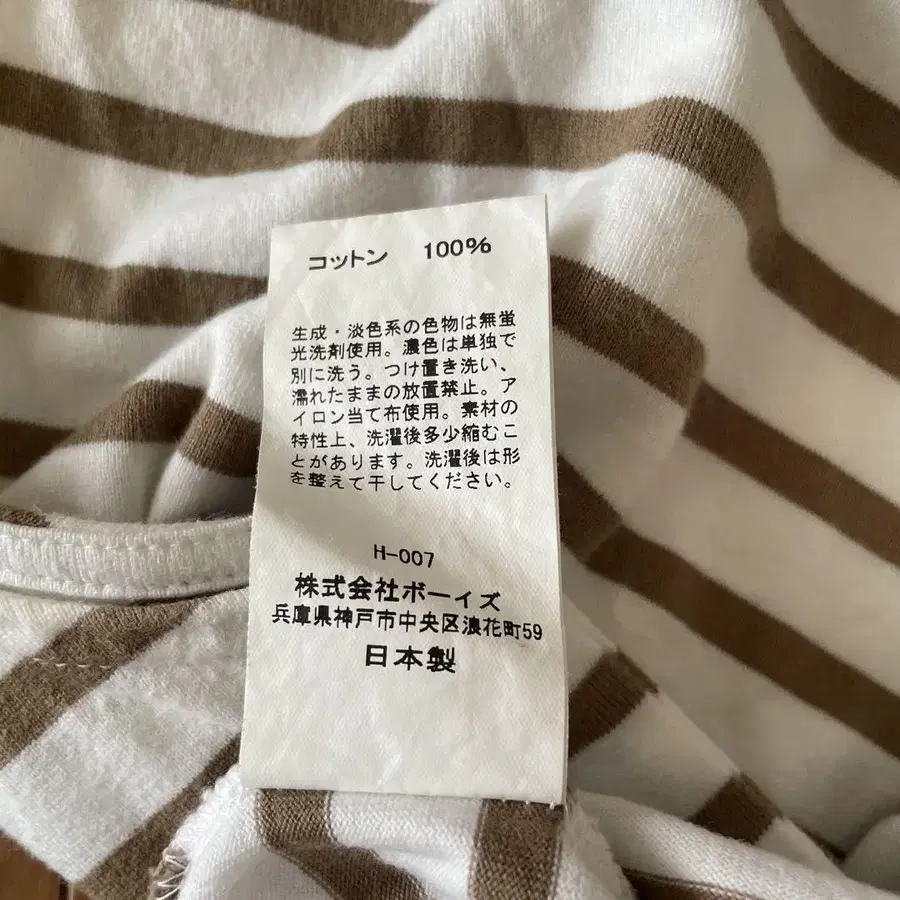 コットン 100%
生成・淡色系の色物は無蛍
光洗剤使用。濃色は単独で
別に洗う。つけ置き洗い、
濡れたままの放置禁止。ア
イロン当て布使用。素材の
特性上、洗濯後多少縮むこ
とがあります。洗濯後は形
を整えて干してください。
H-007
株式会社ボーイズ
兵庫県神戸市中央区浪花町59
日本製